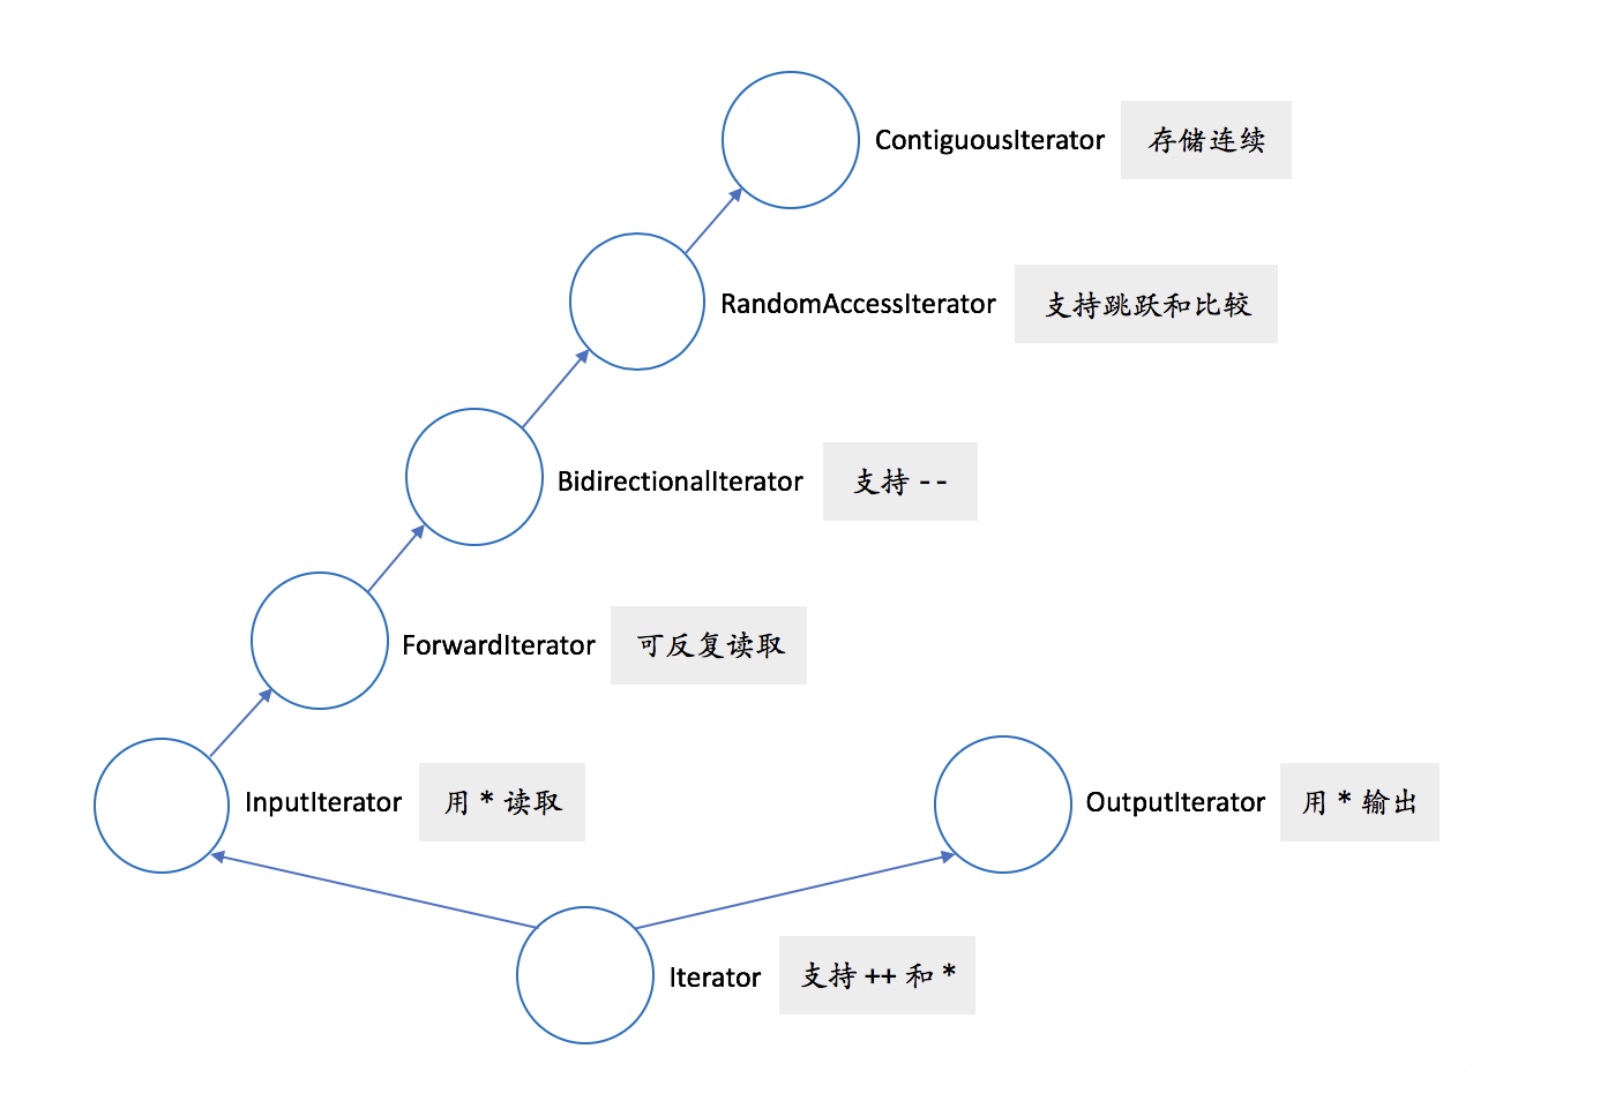 ContiguousIterator 存储连续
RandomAccessIterator 支持跳跃和比较
BidirectionalIterator 支持 --
ForwardIterator 可反复读取
InputIterator 用 * 读取
OutputIterator 用 * 输出
Iterator 支持 ++ 和 *